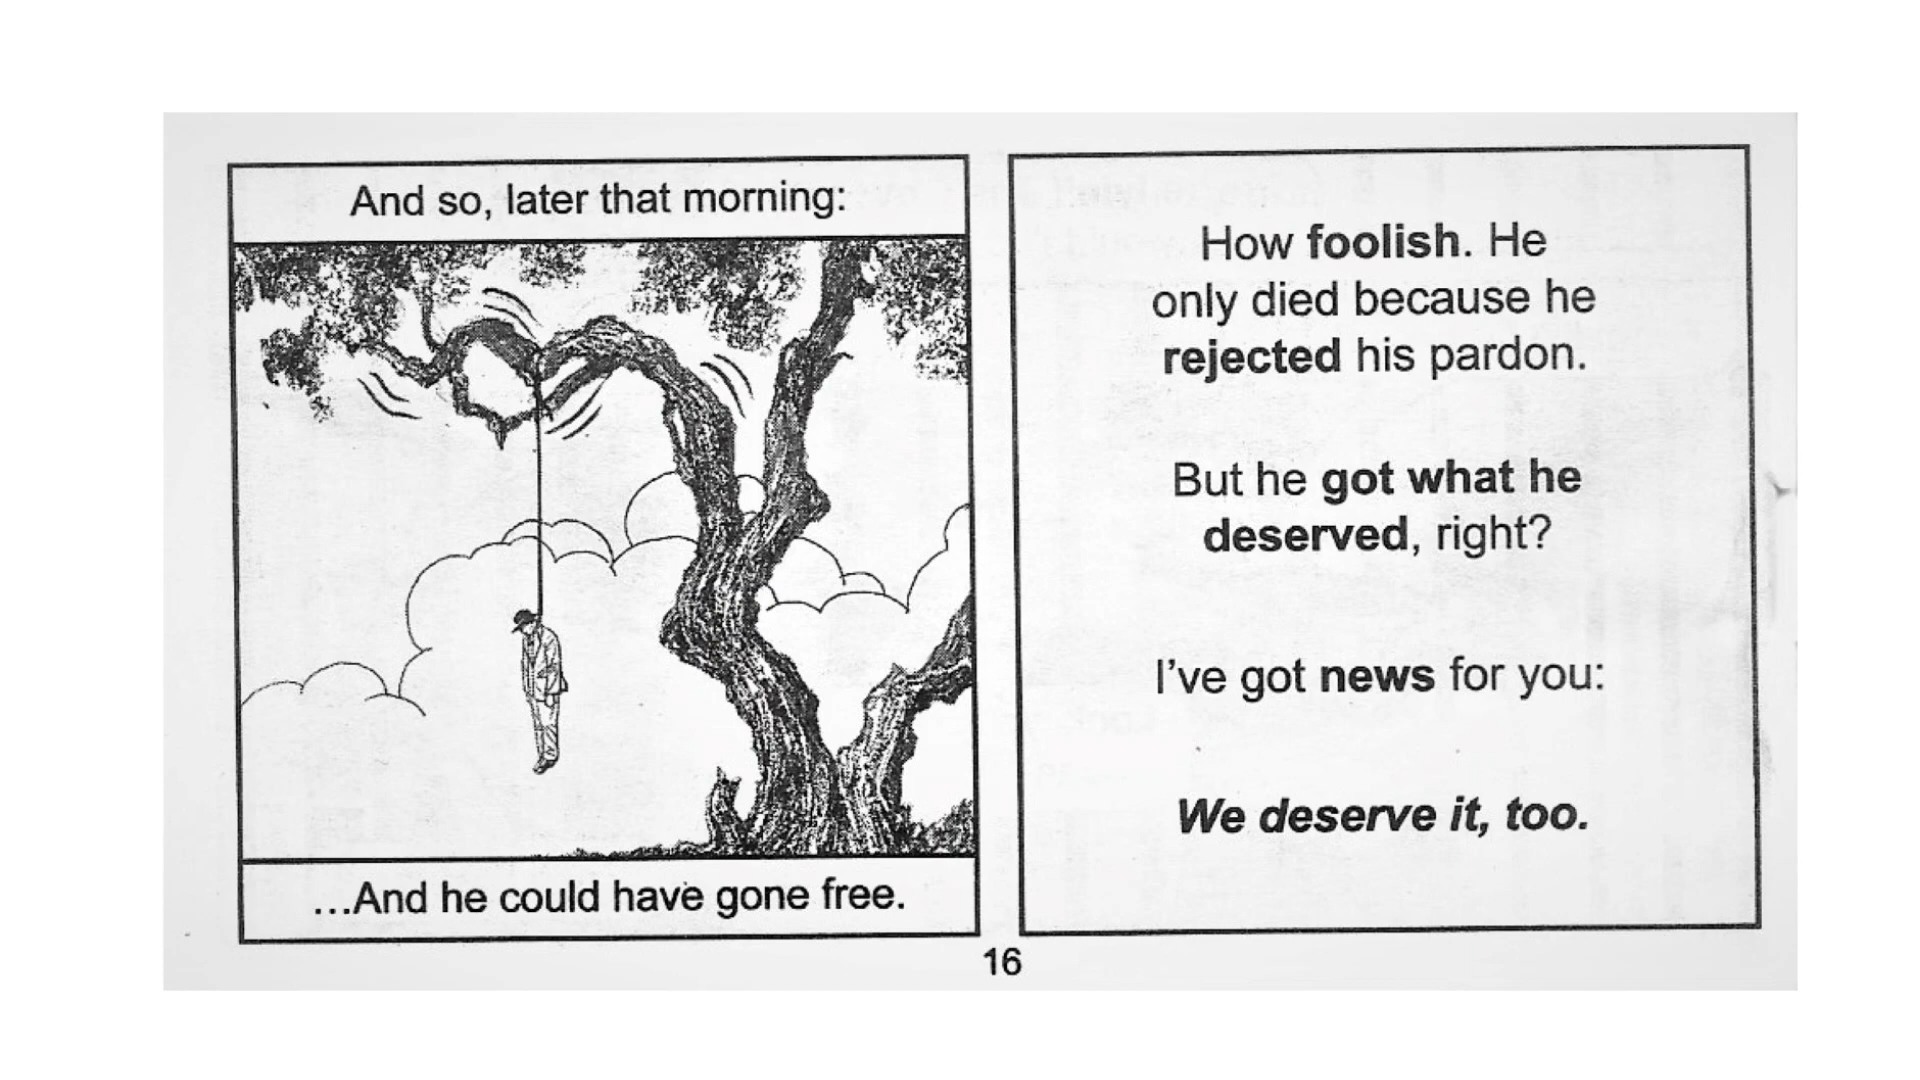 And so, later that morning:
...And he could have gone free.
How foolish. He
only died because he
rejected his pardon.
But he got what he
deserved, right?
I've got news for you:
We deserve it, too.
16